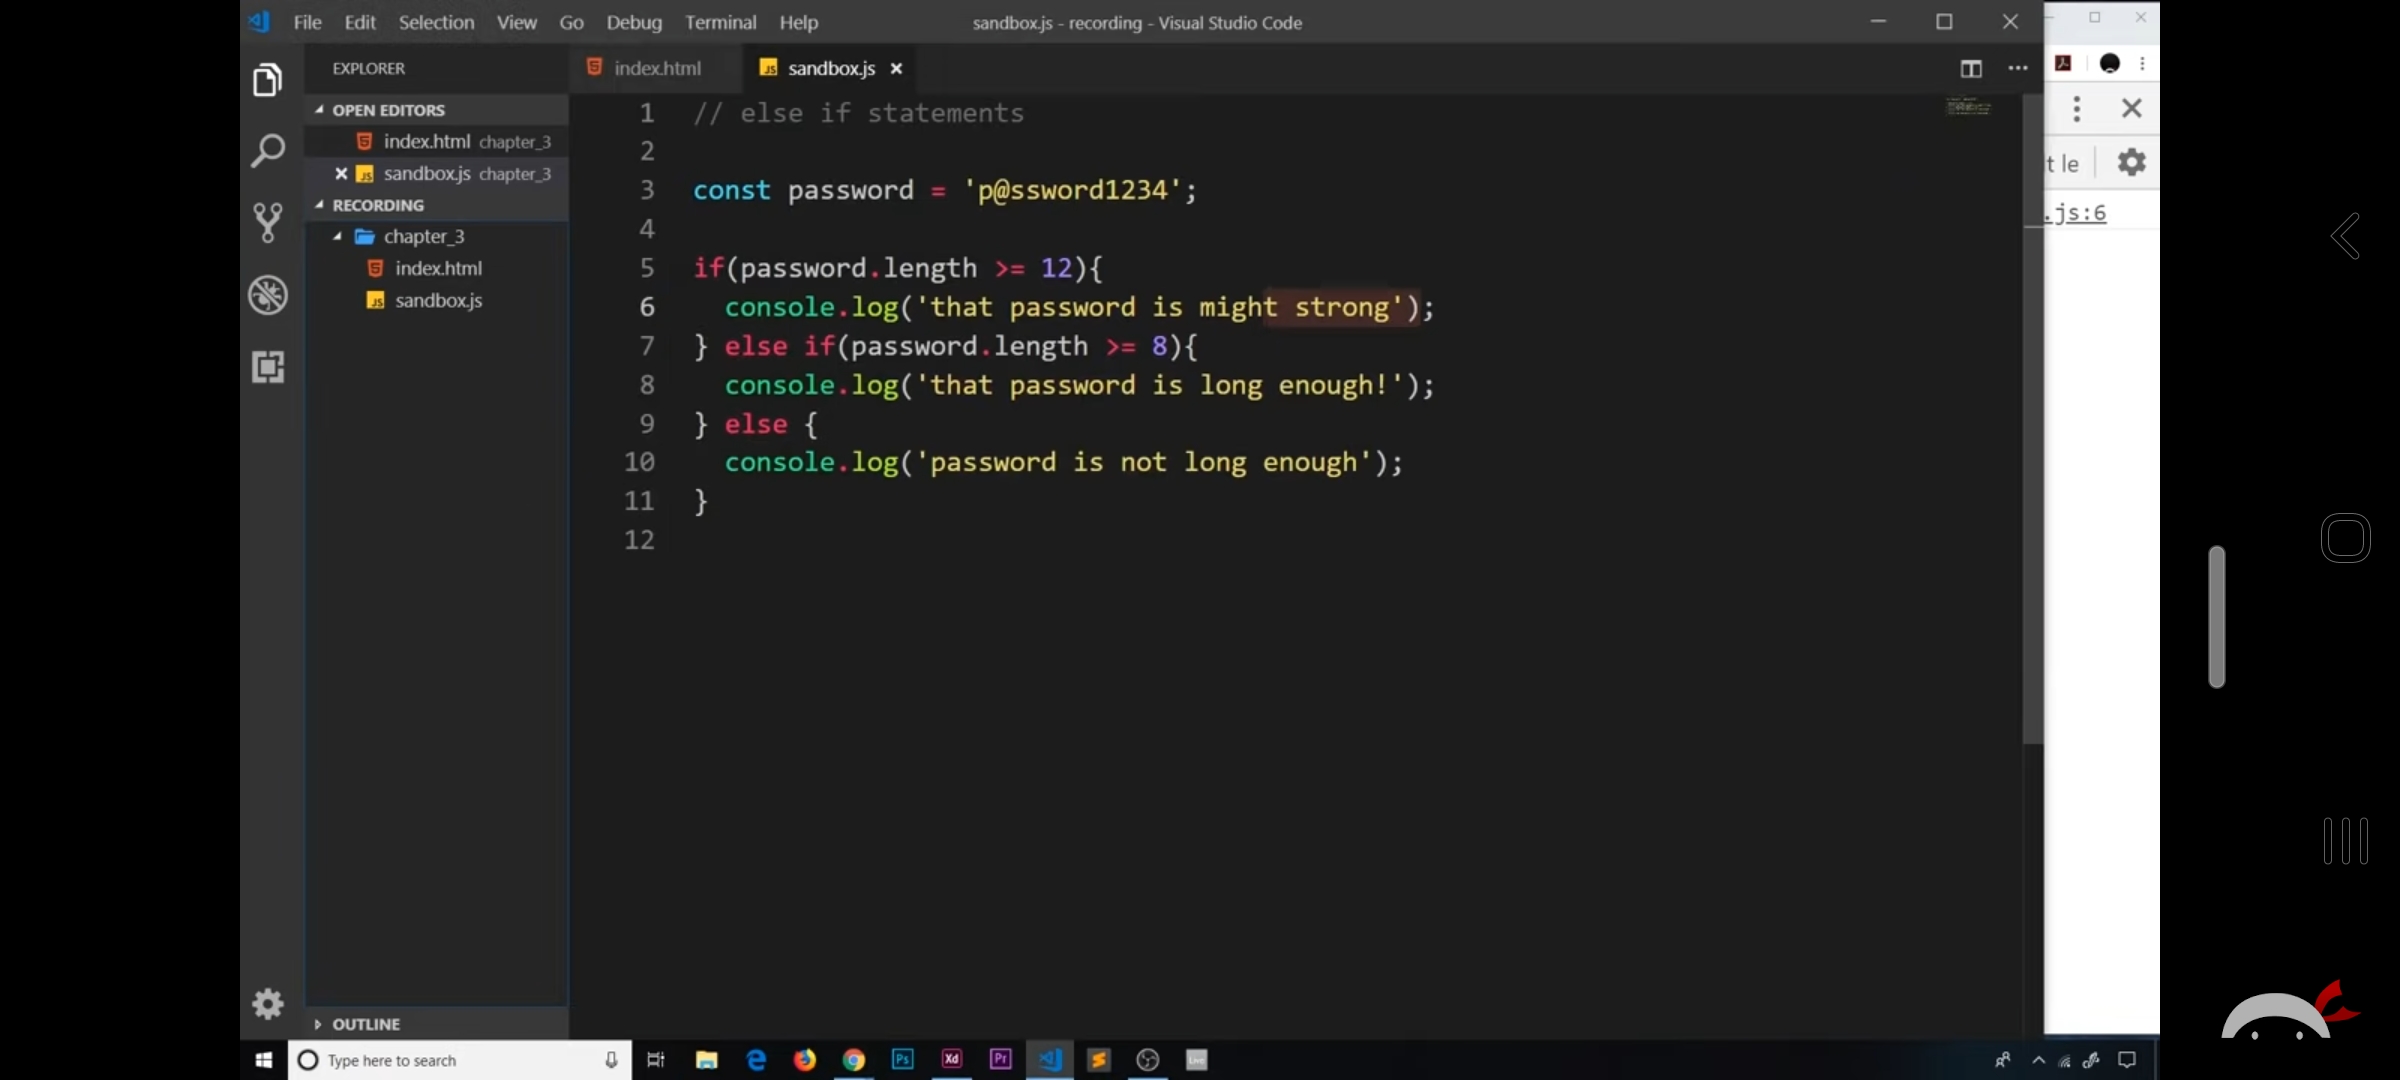 File Edit Selection View Go Debug Terminal Help
sandbox.js - recording - Visual Studio Code
EXPLORER
index.html
sandbox.js
OPEN EDITORS
index.html chapter_3
sandbox.js chapter_3
RECORDING
chapter_3
index.html
sandbox.js
OUTLINE
1 // else if statements
2
3 const password = 'p@ssword1234';
4
5 if(password.length >= 12){
6 console.log('that password is might strong');
7 } else if(password.length >= 8){
8 console.log('that password is long enough!');
9 } else {
10 console.log('password is not long enough');
11 }
12
t le
.js:6
Type here to search
Ps
Xd
Pr